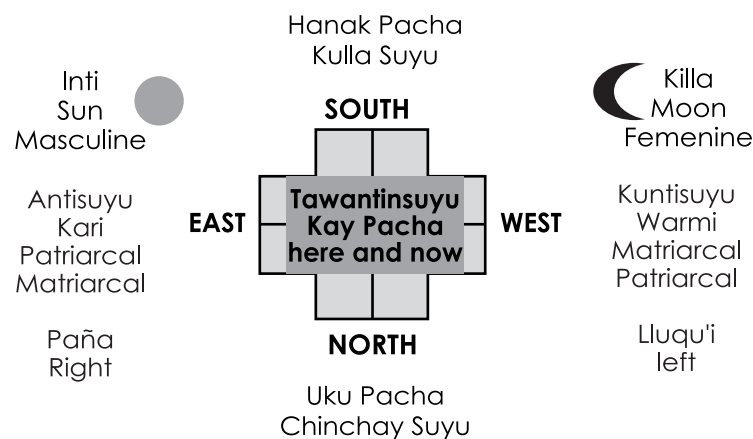 Hanak Pacha
Kulla Suyu
Inti
Sun
Masculine
SOUTH
Killa
Moon
Femenine
Antisuyu
Kari
Patriarcal
Matriarcal
EAST
Tawantinsuyu
Kay Pacha
here and now
WEST
Kuntisuyu
Warmi
Matriarcal
Patriarcal
Paña
Right
NORTH
Lluqu'i
left
Uku Pacha
Chinchay Suyu